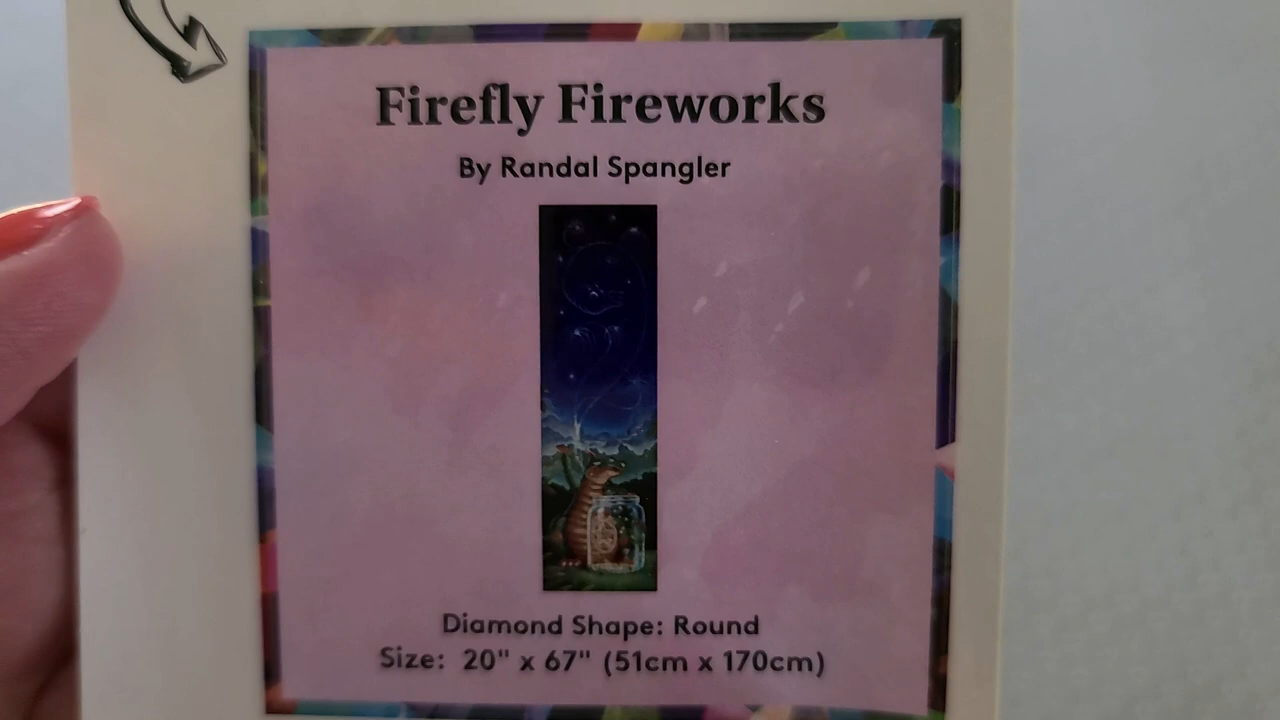 Firefly Fireworks
By Randal Spangler
Diamond Shape: Round
Size: 20" x 67" (51cm x 170cm)